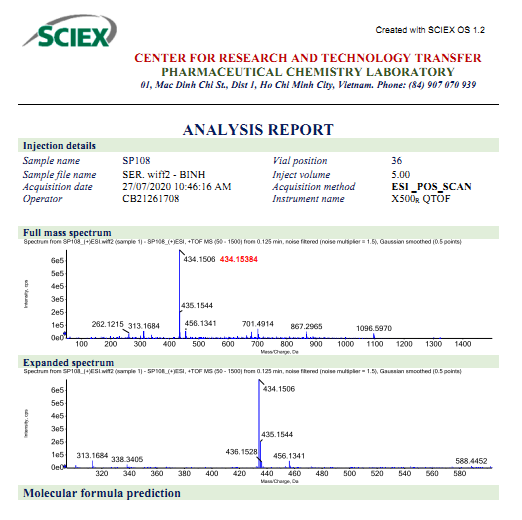 SCIEX
Created with SCIEX OS 1.2
CENTER FOR RESEARCH AND TECHNOLOGY TRANSFER
PHARMACEUTICAL CHEMISTRY LABORATORY
01, Mac Dinh Chi St., Dist 1, Ho Chi Minh City, Vietnam. Phone: (84) 907 070 939
ANALYSIS REPORT
Injection details
Sample name SP108 Vial position 36
Sample file name SER. wiff2 - BINH Inject volume 5.00
Acquisition date 27/07/2020 10:46:16 AM Acquisition method ESI_POS_SCAN
Operator CB21261708 Instrument name X500R QTOF
Full mass spectrum
Spectrum from SP108_(+)ESI.wiff2 (sample 1) - SP108_(+)ESI, +TOF MS (50 - 1500) from 0.125 min, noise filtered (noise multiplier = 1.5), Gaussian smoothed (0.5 points)
Intensity, cps
6e5
5e5
4e5
3e5
2e5
1e5
0e0
434.1506 434.15384
435.1544
262.1215 313.1684 456.1341 701.4914 867.2965 1096.5970
100 200 300 400 500 600 700 800 900 1000 1100 1200 1300 1400
Mass/Charge, Da
Expanded spectrum
Spectrum from SP108_(+)ESI.wiff2 (sample 1) - SP108_(+)ESI, +TOF MS (50 - 1500) from 0.125 min, noise filtered (noise multiplier = 1.5), Gaussian smoothed (0.5 points)
Intensity, cps
6e5
5e5
4e5
3e5
2e5
1e5
0e0
434.1506
435.1544
436.1528
313.1684 338.3405 456.1341 588.4452
320 340 360 380 400 420 440 460 480 500 520 540 560 580
Mass/Charge, Da
Molecular formula prediction